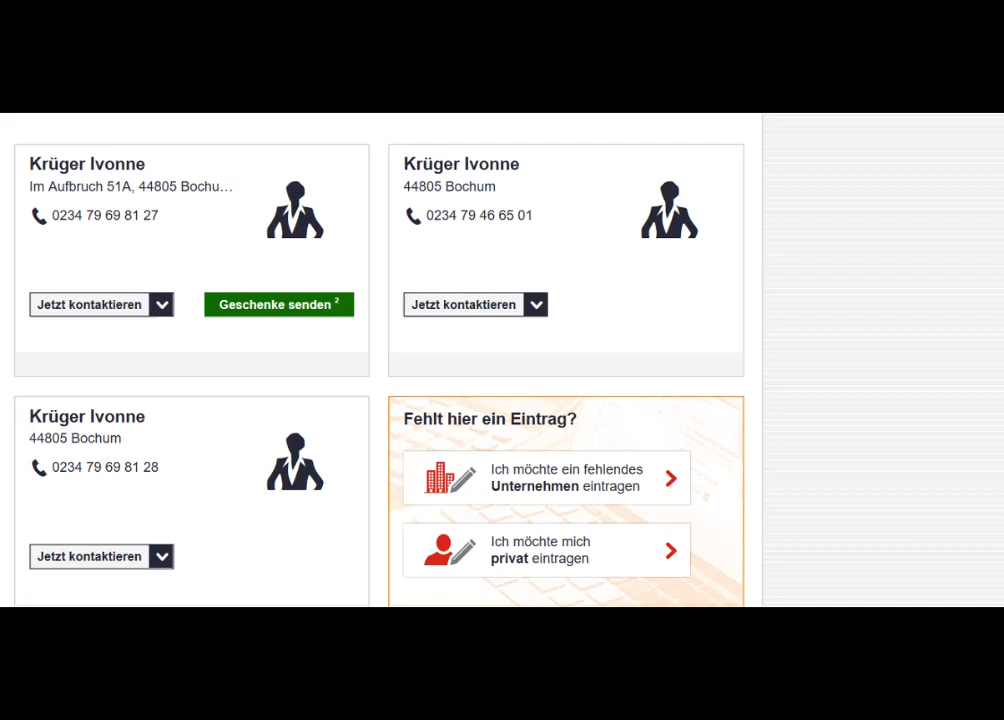 Krüger Ivonne
Im Aufbruch 51A, 44805 Bochu...
0234 79 69 81 27
Jetzt kontaktieren
Geschenke senden 2
Krüger Ivonne
44805 Bochum
0234 79 46 65 01
Jetzt kontaktieren
Krüger Ivonne
44805 Bochum
0234 79 69 81 28
Jetzt kontaktieren
Fehlt hier ein Eintrag?
Ich möchte ein fehlendes
Unternehmen eintragen
Ich möchte mich
privat eintragen